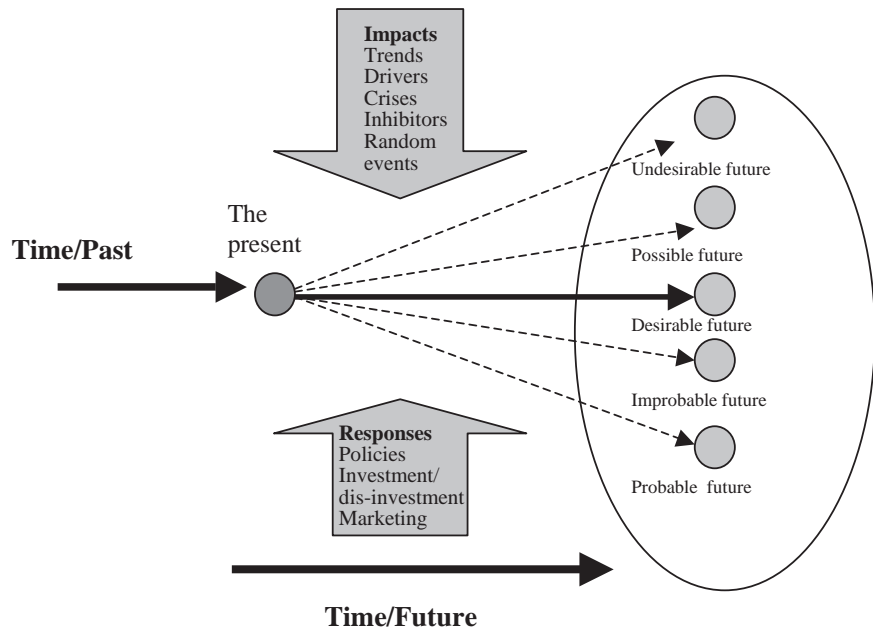 Impacts
Trends
Drivers
Crises
Inhibitors
Random
events
Undesirable future
The
present
Time/Past
Possible future
Desirable future
Improbable future
Responses
Policies
Investment/
dis-investment
Marketing
Probable future
Time/Future